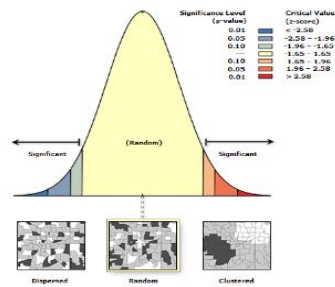 Significance Level (p-value)
Critical Value (z-score)
0.01 < -2.58
0.05 -2.58 – -1.96
0.10 -1.96 – -1.65
— -1.65 – 1.65
0.10 1.65 – 1.96
0.05 1.96 – 2.58
0.01 > 2.58
(Random)
Significant
Significant
Dispersed
Random
Clustered